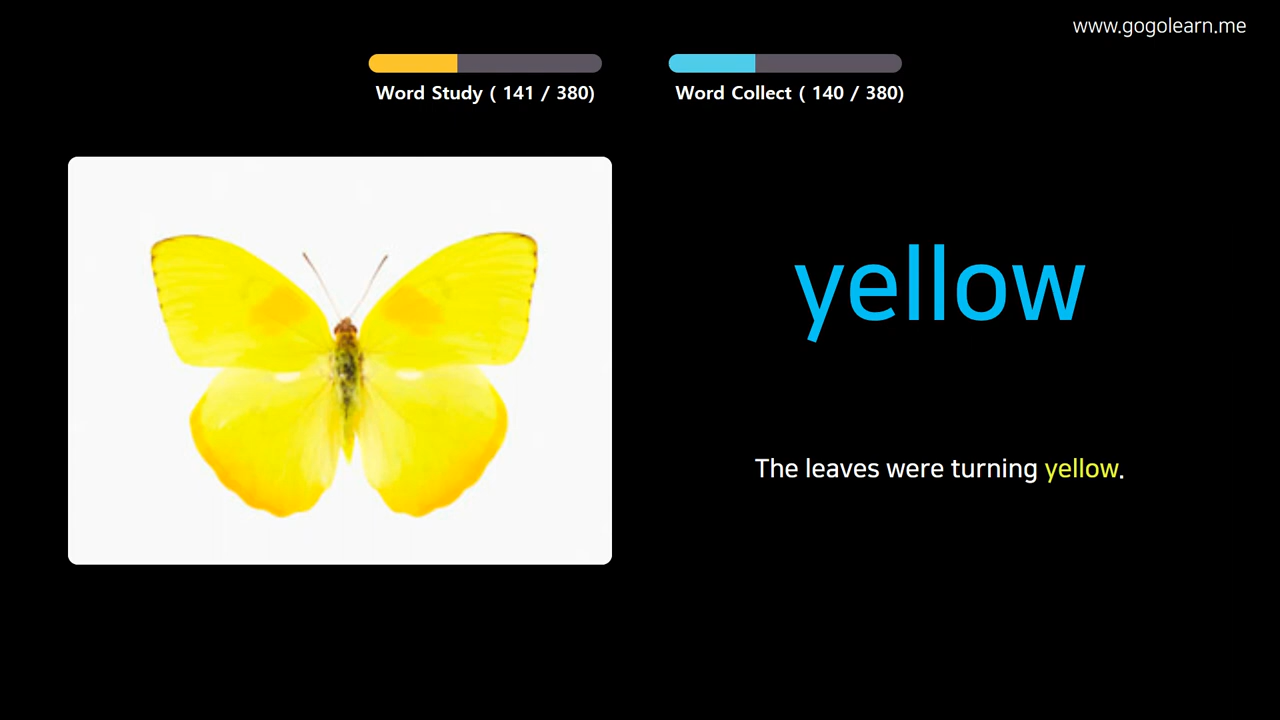 www.gogolearn.me
Word Study ( 141 / 380)
Word Collect ( 140 / 380)
yellow
The leaves were turning yellow.